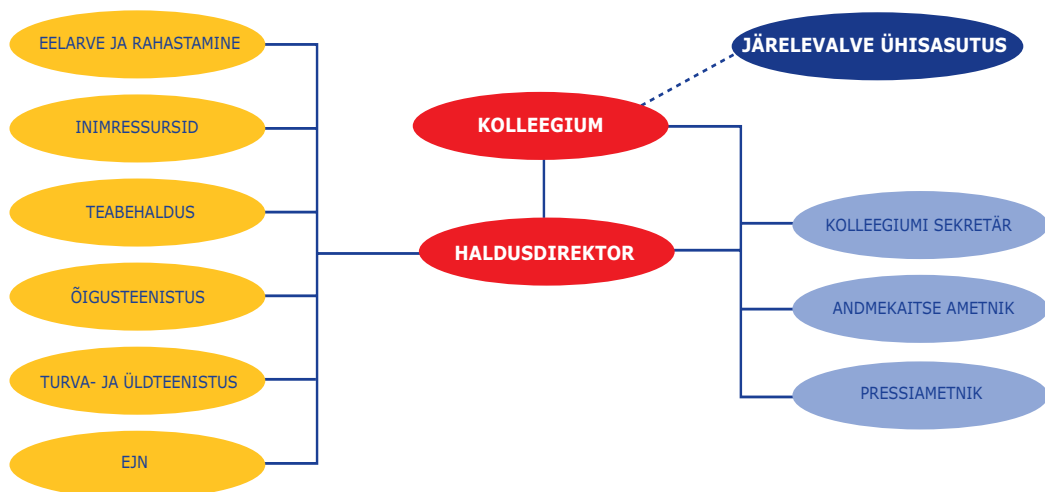 EELARVE JA RAHASTAMINE
INIMRESSURSID
TEABEHALDUS
ÕIGUSTEENISTUS
TURVA- JA ÜLDTEENISTUS
EJN
KOLLEEGIUM
HALDUSDIREKTOR
JÄRELEVALVE ÜHISASUTUS
KOLLEEGIUMI SEKRETÄR
ANDMEKAITSE AMETNIK
PRESSIAMETNIK